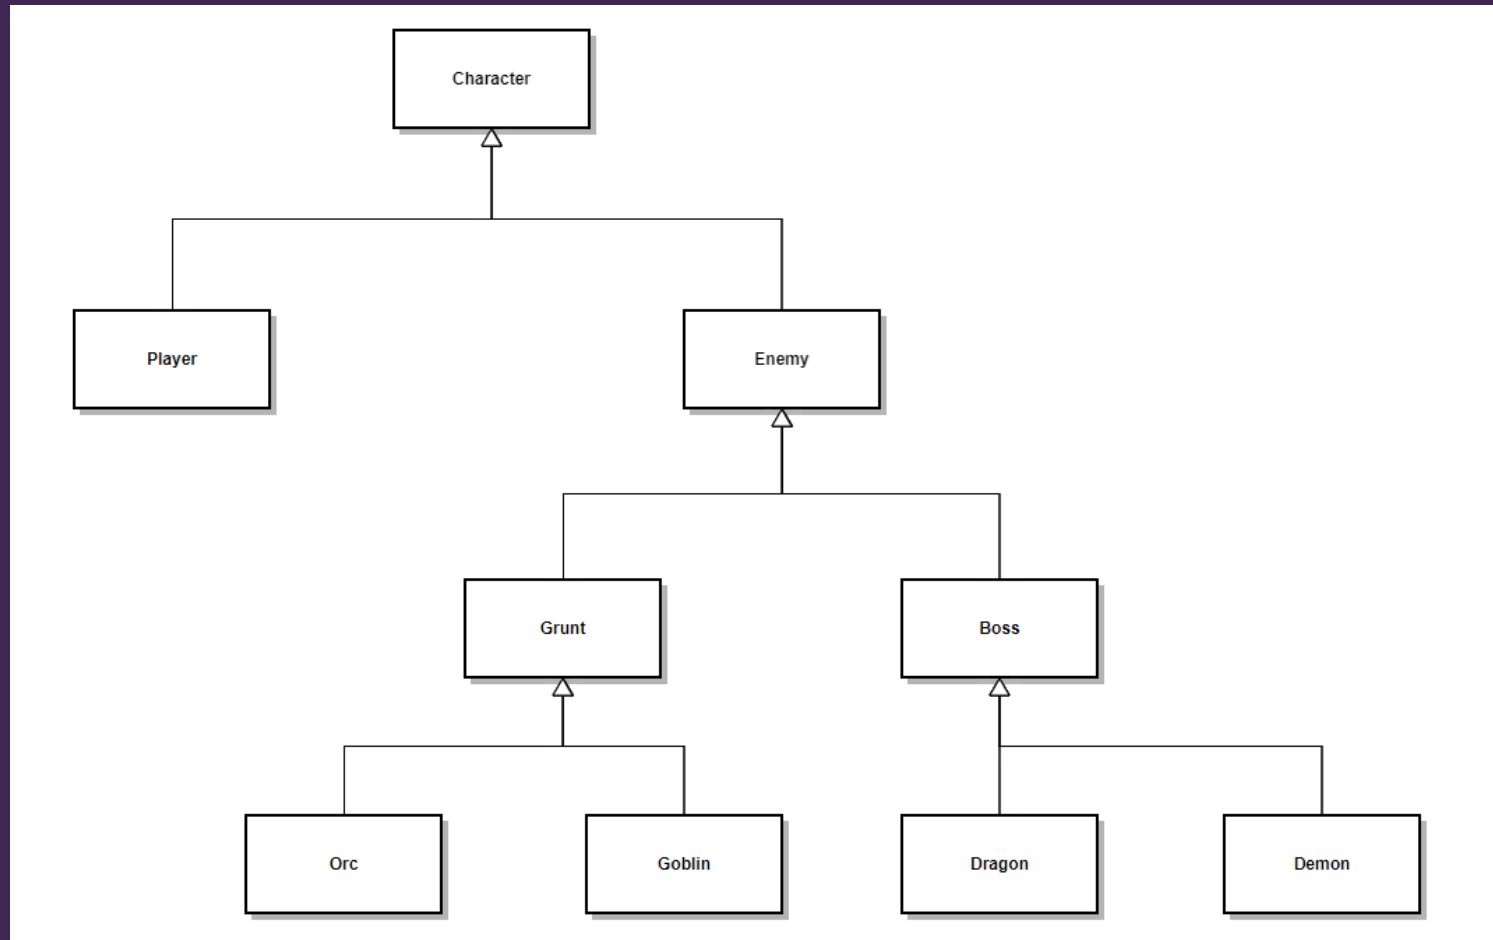 Character
Player
Enemy
Grunt
Boss
Orc
Goblin
Dragon
Demon